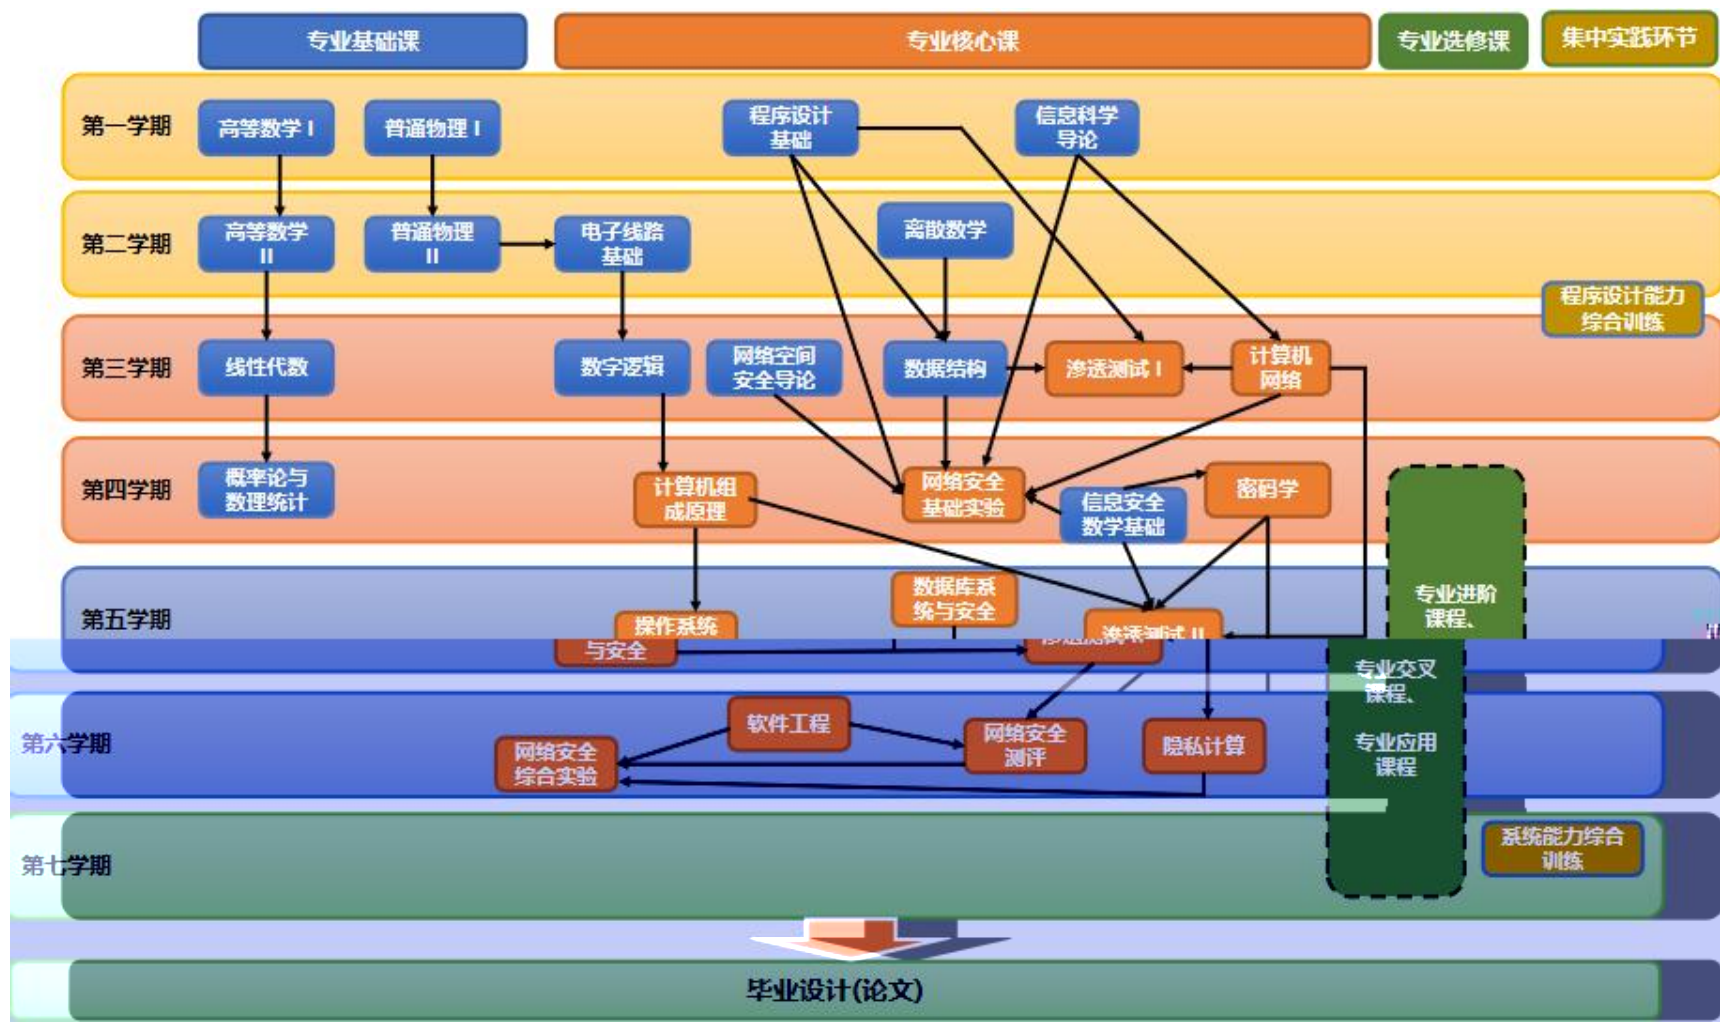 专业基础课
专业核心课
专业选修课
集中实践环节
第一学期
高等数学 I
普通物理 I
程序设计
基础
信息科学
导论
第二学期
高等数学
II
普通物理
II
电子线路
基础
离散数学
程序设计能力
综合训练
第三学期
线性代数
数字逻辑
网络空间
安全导论
数据结构
渗透测试 I
计算机
网络
第四学期
概率论与
数理统计
计算机组
成原理
网络安全
基础实验
信息安全
数学基础
密码学
第五学期
操作系统
与安全
数据库系
统与安全
渗透测试 II
专业进阶
课程、
专业交叉
课程、
专业应用
课程
第六学期
网络安全
综合实验
软件工程
网络安全
测评
隐私计算
第七学期
系统能力综合
训练
毕业设计(论文)